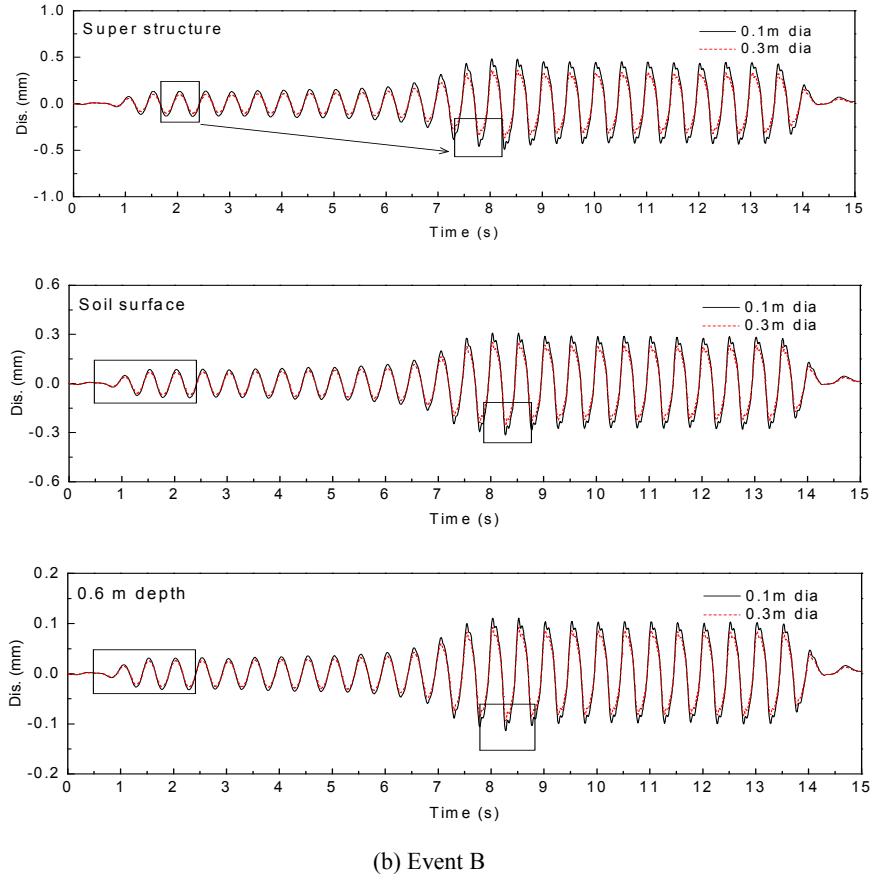 1.0
Super structure
0.1m dia
0.3m dia
0.5
0.0
-0.5
-1.0
Dis. (mm)
0 1 2 3 4 5 6 7 8 9 10 11 12 13 14 15
Time (s)
0.6
Soil surface
0.1m dia
0.3m dia
0.3
0.0
-0.3
-0.6
Dis. (mm)
0 1 2 3 4 5 6 7 8 9 10 11 12 13 14 15
Time (s)
0.2
0.6 m depth
0.1m dia
0.3m dia
0.1
0.0
-0.1
-0.2
Dis. (mm)
0 1 2 3 4 5 6 7 8 9 10 11 12 13 14 15
Time (s)
(b) Event B